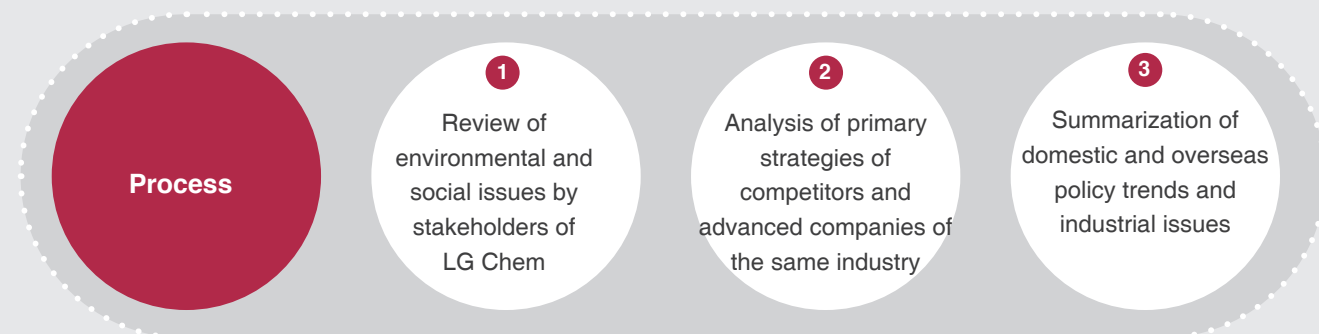 Process
1
Review of
environmental and
social issues by
stakeholders of
LG Chem
2
Analysis of primary
strategies of
competitors and
advanced companies of
the same industry
3
Summarization of
domestic and overseas
policy trends and
industrial issues